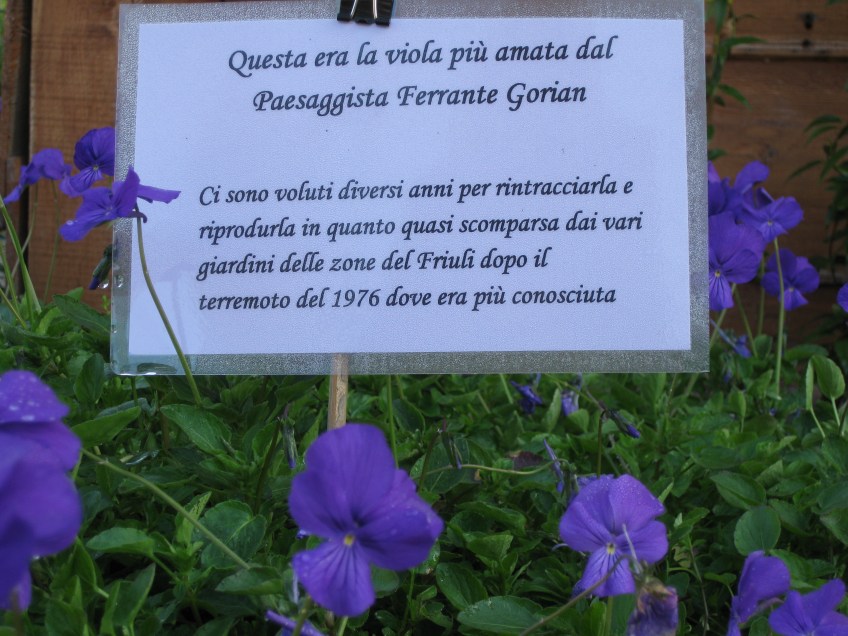 Questa era la viola più amata dal
Paesaggista Ferrante Gorian
Ci sono voluti diversi anni per rintracciarla e
riprodurla in quanto quasi scomparsa dai vari
giardini delle zone del Friuli dopo il
terremoto del 1976 dove era più conosciuta